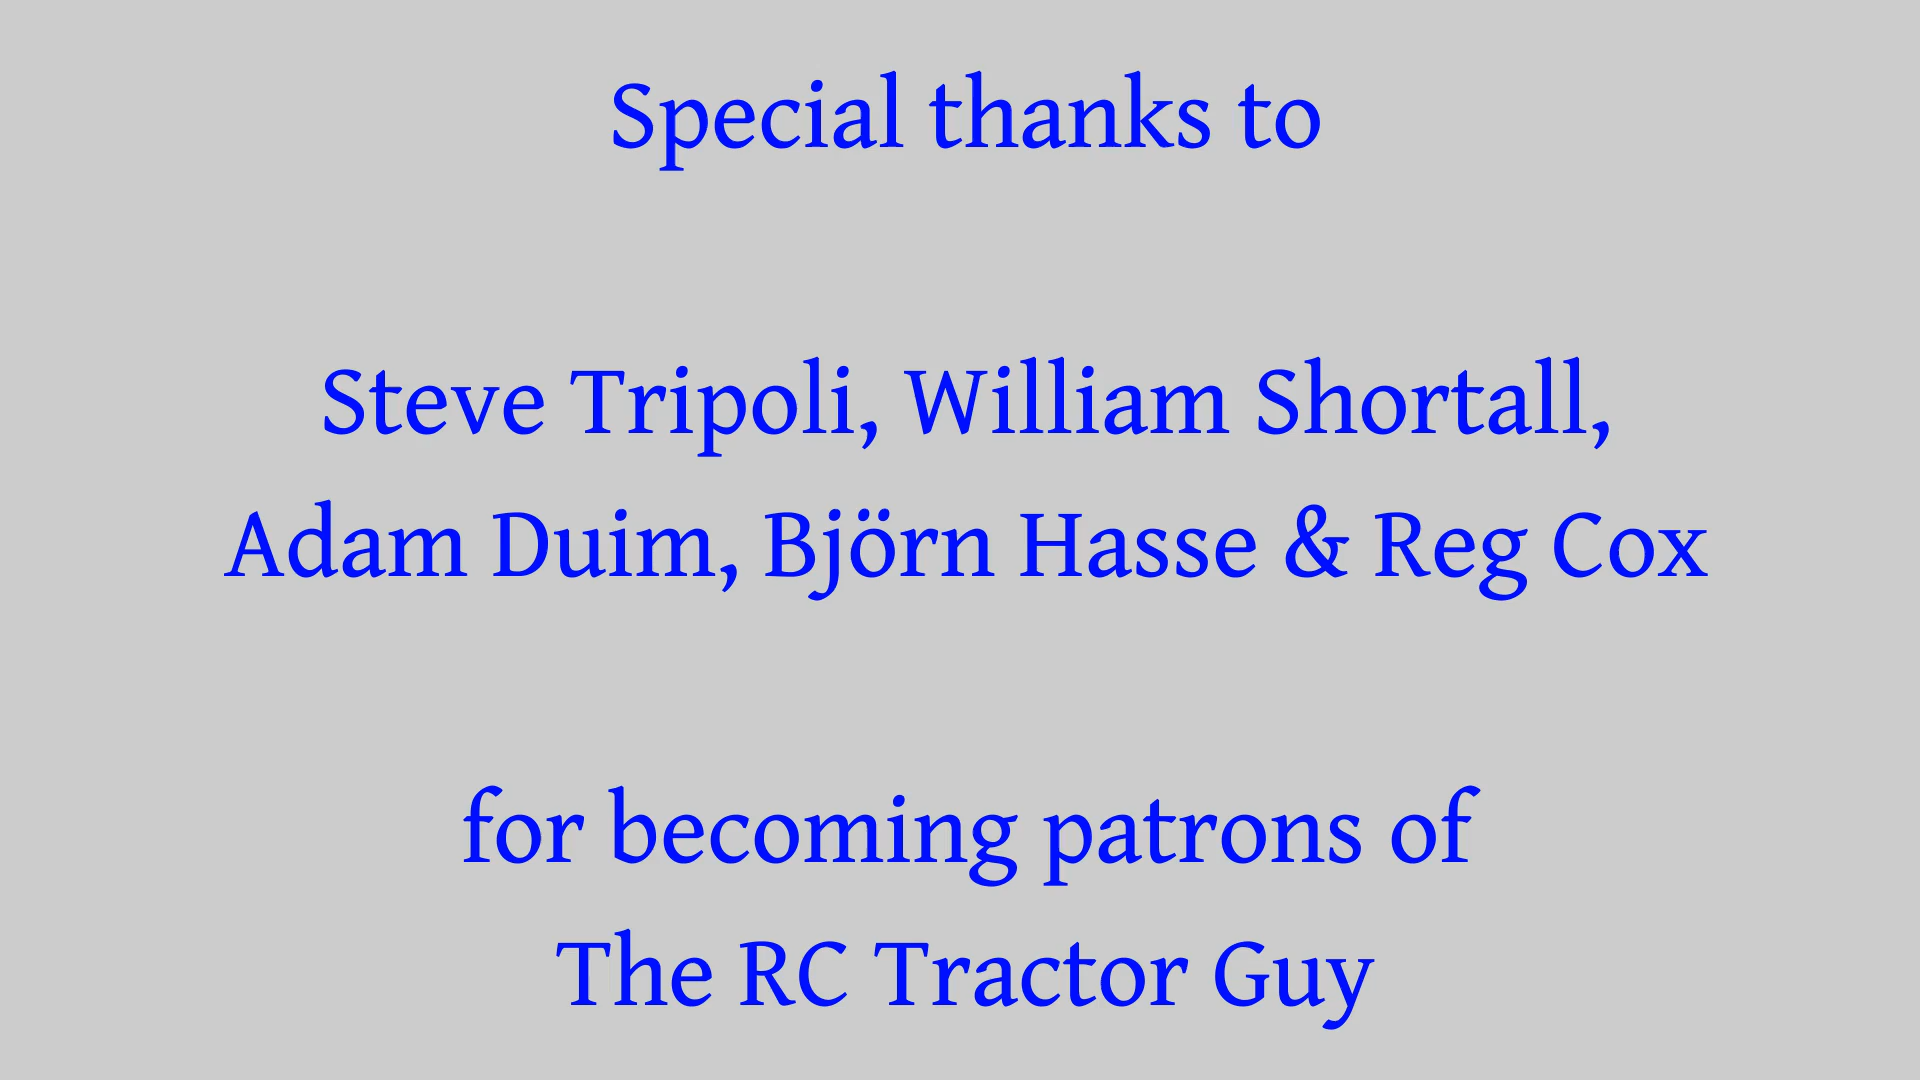 Special thanks to
Steve Tripoli, William Shortall,
Adam Duim, Björn Hasse & Reg Cox
for becoming patrons of
The RC Tractor Guy